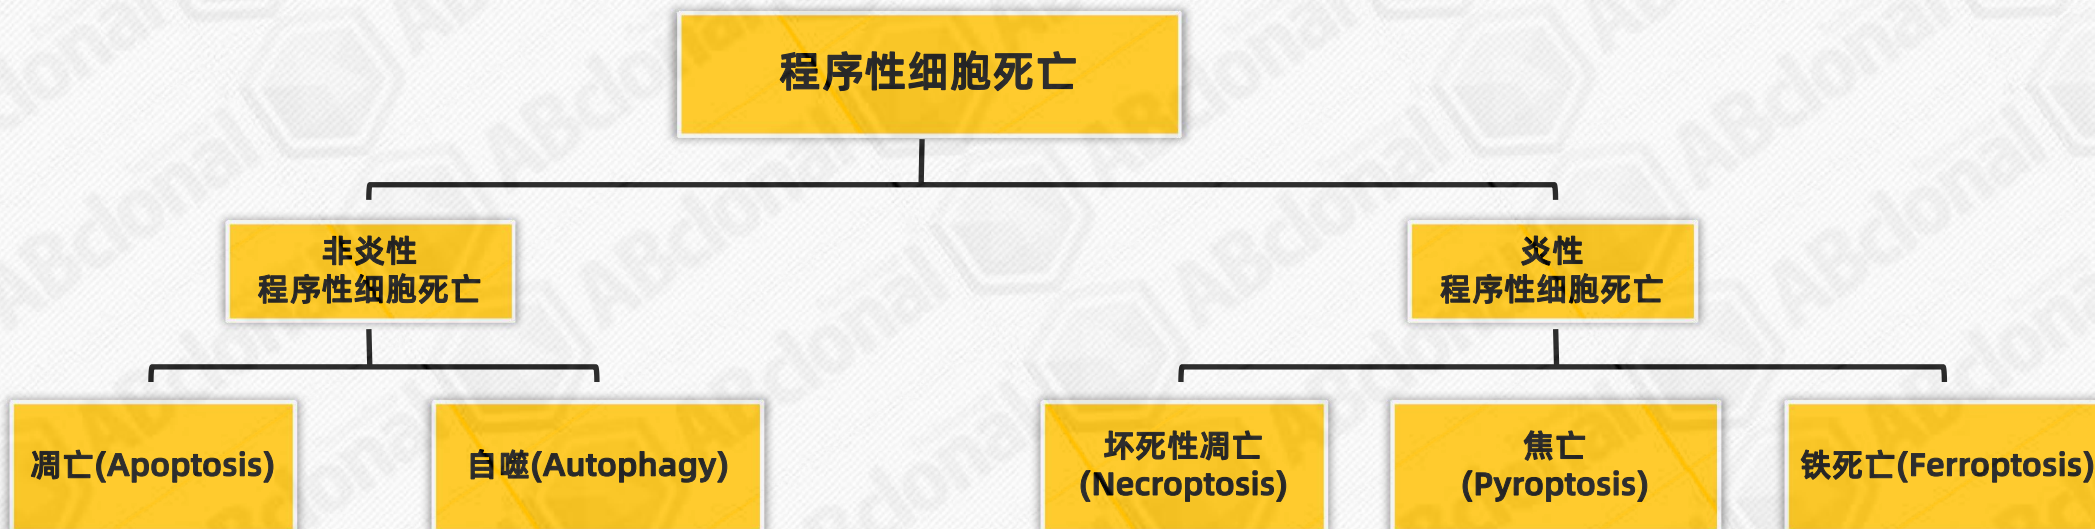 程序性细胞死亡
非炎性
程序性细胞死亡
炎性
程序性细胞死亡
凋亡(Apoptosis)
自噬(Autophagy)
坏死性凋亡
(Necroptosis)
焦亡
(Pyroptosis)
铁死亡(Ferroptosis)
ABclonal